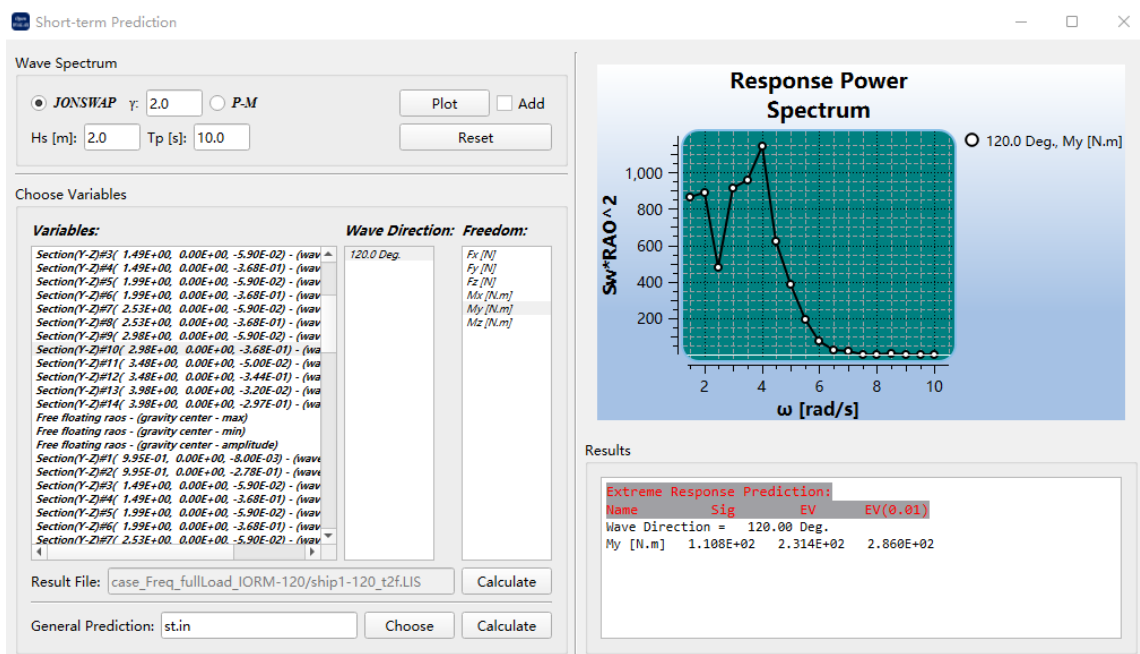 Short-term Prediction
Wave Spectrum
JONSWAP γ: 2.0 P-M Plot Add
Hs [m]: 2.0 Tp [s]: 10.0 Reset
Choose Variables
Variables: Wave Direction: Freedom:
Section(Y-Z)#3( 1.49E+00, 0.00E+00, -5.90E-02) - (wav
Section(Y-Z)#4( 1.49E+00, 0.00E+00, -3.68E-01) - (wav
Section(Y-Z)#5( 1.99E+00, 0.00E+00, -5.90E-02) - (wav
Section(Y-Z)#6( 1.99E+00, 0.00E+00, -3.68E-01) - (wav
Section(Y-Z)#7( 2.53E+00, 0.00E+00, -5.90E-02) - (wav
Section(Y-Z)#8( 2.53E+00, 0.00E+00, -3.68E-01) - (wav
Section(Y-Z)#9( 2.98E+00, 0.00E+00, -5.90E-02) - (wav
Section(Y-Z)#10( 2.98E+00, 0.00E+00, -3.68E-01) - (wa
Section(Y-Z)#11( 3.48E+00, 0.00E+00, -5.00E-02) - (wa
Section(Y-Z)#12( 3.48E+00, 0.00E+00, -3.44E-01) - (wa
Section(Y-Z)#13( 3.98E+00, 0.00E+00, -3.20E-02) - (wa
Section(Y-Z)#14( 3.98E+00, 0.00E+00, -2.97E-01) - (wa
Free floating raos - (gravity center - max)
Free floating raos - (gravity center - min)
Free floating raos - (gravity center - amplitude)
Section(Y-Z)#1( 9.95E-01, 0.00E+00, -8.00E-03) - (wave
Section(Y-Z)#2( 9.95E-01, 0.00E+00, -2.78E-01) - (wave
Section(Y-Z)#3( 1.49E+00, 0.00E+00, -5.90E-02) - (wav
Section(Y-Z)#4( 1.49E+00, 0.00E+00, -3.68E-01) - (wav
Section(Y-Z)#5( 1.99E+00, 0.00E+00, -5.90E-02) - (wav
Section(Y-Z)#6( 1.99E+00, 0.00E+00, -3.68E-01) - (wav
Section(Y-Z)#7( 2.53E+00, 0.00E+00, -5.90E-02) - (wav
120.0 Deg.
Fx [N]
Fy [N]
Fz [N]
Mx [N.m]
My [N.m]
Mz [N.m]
Result File: case_Freq_fullLoad_IORM-120/ship1-120_t2f.LIS Calculate
General Prediction: st.in Choose Calculate
Response Power
Spectrum
120.0 Deg., My [N.m]
Sw*RAO^2
1,000
800
600
400
200
2 4 6 8 10
ω [rad/s]
Results
Extreme Response Prediction:
Name Sig EV EV(0.01)
Wave Direction = 120.00 Deg.
My [N.m] 1.108E+02 2.314E+02 2.860E+02